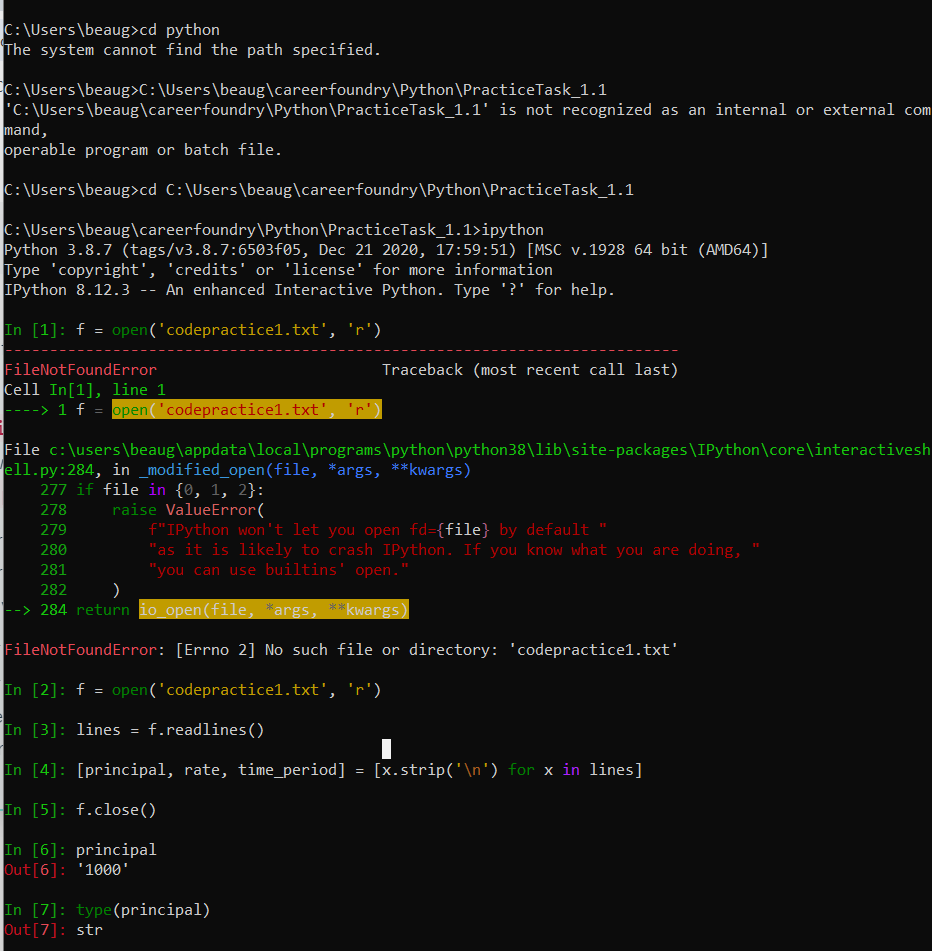 C:\Users\beaug>cd python
The system cannot find the path specified.
C:\Users\beaug>C:\Users\beaug\careerfoundry\Python\PracticeTask_1.1
'C:\Users\beaug\careerfoundry\Python\PracticeTask_1.1' is not recognized as an internal or external com
mand,
operable program or batch file.
C:\Users\beaug>cd C:\Users\beaug\careerfoundry\Python\PracticeTask_1.1
C:\Users\beaug\careerfoundry\Python\PracticeTask_1.1>ipython
Python 3.8.7 (tags/v3.8.7:6503f05, Dec 21 2020, 17:59:51) [MSC v.1928 64 bit (AMD64)]
Type 'copyright', 'credits' or 'license' for more information
IPython 8.12.3 -- An enhanced Interactive Python. Type '?' for help.
In [1]: f = open('codepractice1.txt', 'r')
---------------------------------------------------------------------------
FileNotFoundError                         Traceback (most recent call last)
Cell In[1], line 1
----> 1 f = open('codepractice1.txt', 'r')
File c:\users\beaug\appdata\local\programs\python\python38\lib\site-packages\IPython\core\interactivesh
ell.py:284, in _modified_open(file, *args, **kwargs)
    277 if file in {0, 1, 2}:
    278     raise ValueError(
    279         f"IPython won't let you open fd={file} by default "
    280         "as it is likely to crash IPython. If you know what you are doing, "
    281         "you can use builtins' open."
    282     )
--> 284 return io_open(file, *args, **kwargs)
FileNotFoundError: [Errno 2] No such file or directory: 'codepractice1.txt'
In [2]: f = open('codepractice1.txt', 'r')
In [3]: lines = f.readlines()
In [4]: [principal, rate, time_period] = [x.strip('\n') for x in lines]
In [5]: f.close()
In [6]: principal
Out[6]: '1000'
In [7]: type(principal)
Out[7]: str